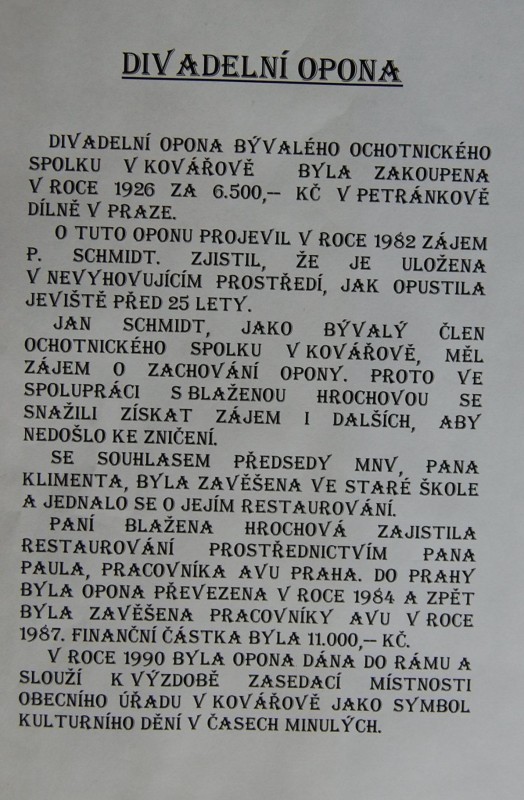 DIVADELNÍ OPONA
DIVADELNÍ OPONA BÝVALÉHO OCHOTNICKÉHO
SPOLKU V KOVÁŘOVĚ BYLA ZAKOUPENA
V ROCE 1926 ZA 6.500,-- KČ V PETRÁNKOVĚ
DÍLNĚ V PRAZE.
O TUTO OPONU PROJEVIL V ROCE 1982 ZÁJEM
P. SCHMIDT. ZJISTIL, ŽE JE ULOŽENA
V NEVYHOVUJÍCÍM PROSTŘEDÍ, JAK OPUSTILA
JEVIŠTĚ PŘED 25 LETY.
JAN SCHMIDT, JAKO BÝVALÝ ČLEN
OCHOTNICKÉHO SPOLKU V KOVÁŘOVĚ, MĚL
ZÁJEM O ZACHOVÁNÍ OPONY. PROTO VE
SPOLUPRÁCI S BLAŽENOU HROCHOVOU SE
SNAŽILI ZÍSKAT ZÁJEM I DALŠÍCH, ABY
NEDOŠLO KE ZNIČENÍ.
SE SOUHLASEM PŘEDSEDY MNV, PANA
KLIMENTA, BYLA ZAVĚŠENA VE STARÉ ŠKOLE
A JEDNALO SE O JEJÍM RESTAUROVÁNÍ.
PANÍ BLAŽENA HROCHOVÁ ZAJISTILA
RESTAUROVÁNÍ PROSTŘEDNICTVÍM PANA
PAULA, PRACOVNÍKA AVU PRAHA. DO PRAHY
BYLA OPONA PŘEVEZENA V ROCE 1984 A ZPĚT
BYLA ZAVĚŠENA PRACOVNÍKY AVU V ROCE
1987. FINANČNÍ ČÁSTKA BYLA 11.000,-- KČ.
V ROCE 1990 BYLA OPONA DÁNA DO RÁMU A
SLOUŽÍ K VÝZDOBĚ ZASEDACÍ MÍSTNOSTI
OBECNÍHO ÚŘADU V KOVÁŘOVĚ JAKO SYMBOL
KULTURNÍHO DĚNÍ V ČASECH MINULÝCH.